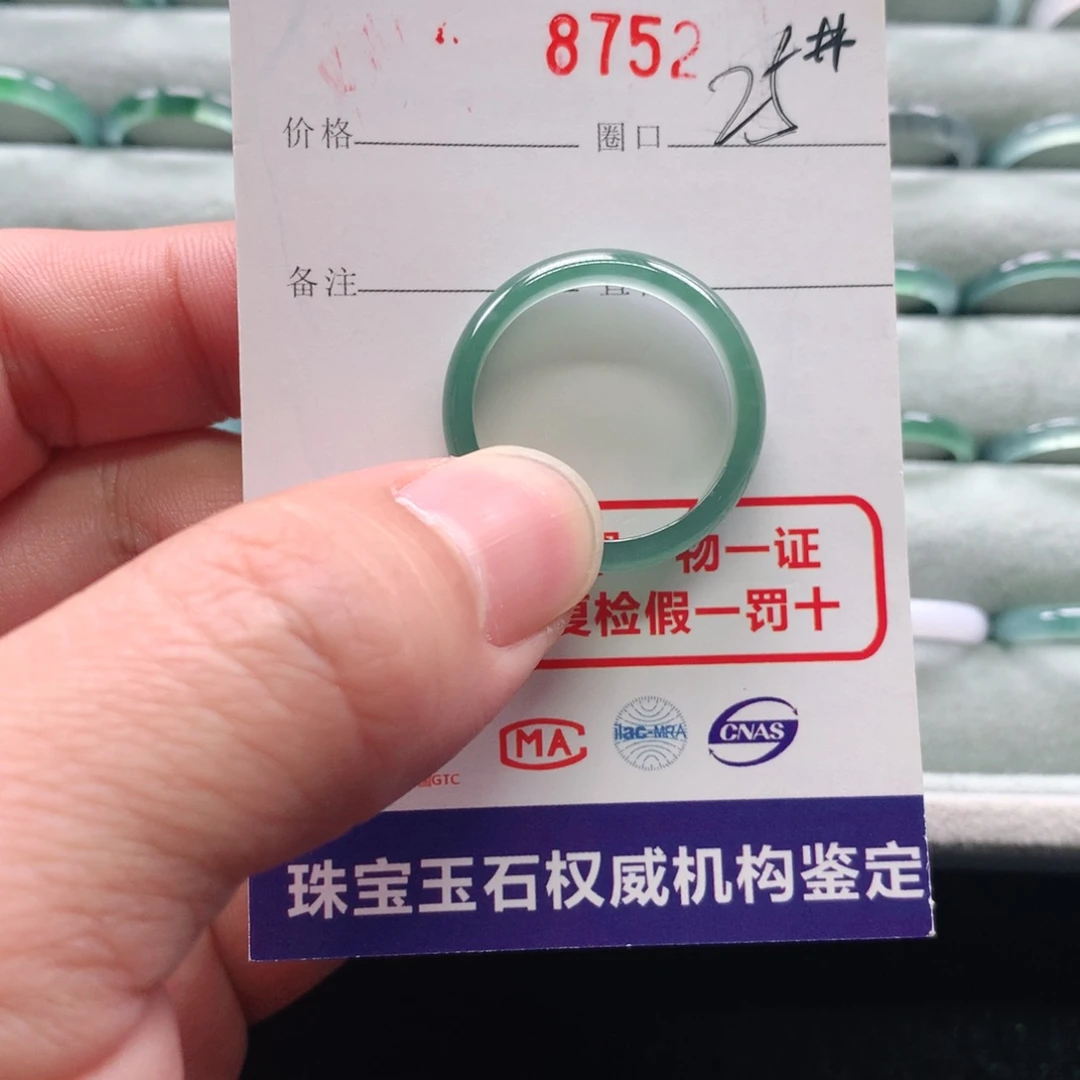 8752
价格 圈口 25#
备注
物一证
复检假一罚十
MA
ilac-MRA
CNAS
GTC
珠宝玉石权威机构鉴定